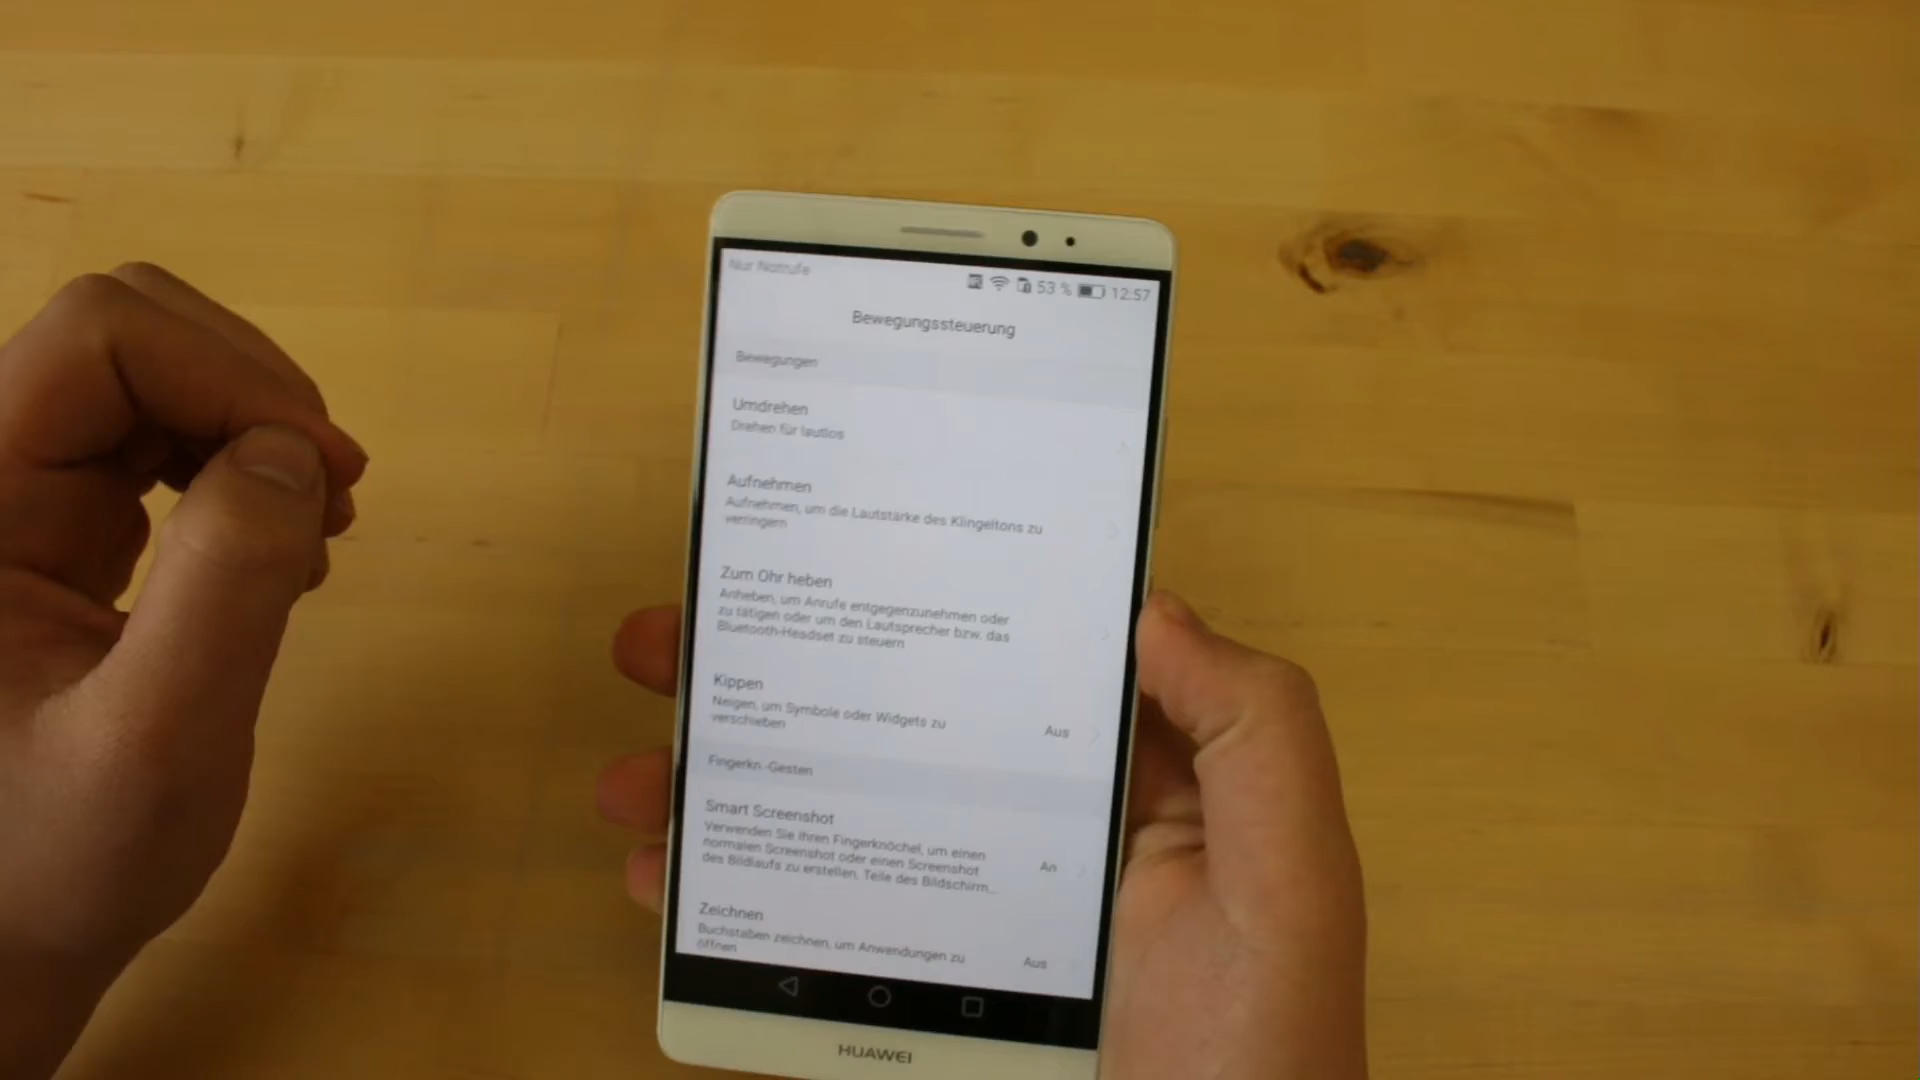 Nur Notrufe
53 % 12:57
Bewegungssteuerung
Bewegungen
Umdrehen
Drehen für lautlos
Aufnehmen
Aufnehmen, um die Lautstärke des Klingeltons zu
verringern
Zum Ohr heben
Anheben, um Anrufe entgegenzunehmen oder
zu tätigen oder um den Lautsprecher bzw. das
Bluetooth-Headset zu steuern
Kippen
Neigen, um Symbole oder Widgets zu
verschieben
Aus
Fingerkn.-Gesten
Smart Screenshot
Verwenden Sie Ihren Fingerknöchel, um einen
normalen Screenshot oder einen Screenshot
des Bildlaufs zu erstellen, Teile des Bildschirm...
An
Zeichnen
Buchstaben zeichnen, um Anwendungen zu
öffnen
Aus
HUAWEI